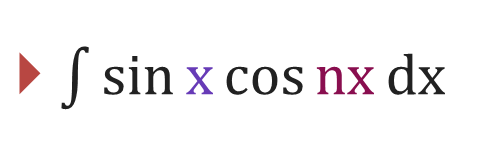 ∫ sin x cos nx dx